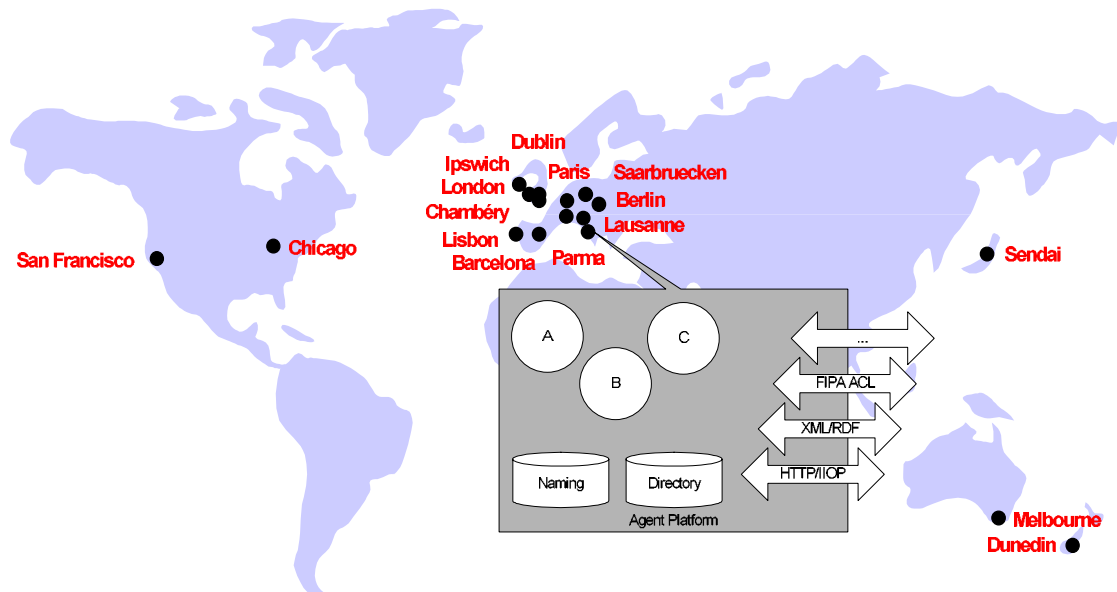 Dublin
Ipswich
Paris
Saarbruecken
London
Berlin
Chambéry
Lausanne
Lisbon
Barcelona
Parma
San Francisco
Chicago
Sendai
A
C
B
...
FIPA ACL
XML/RDF
HTTP/IIOP
Naming
Directory
Agent Platform
Melbourne
Dunedin